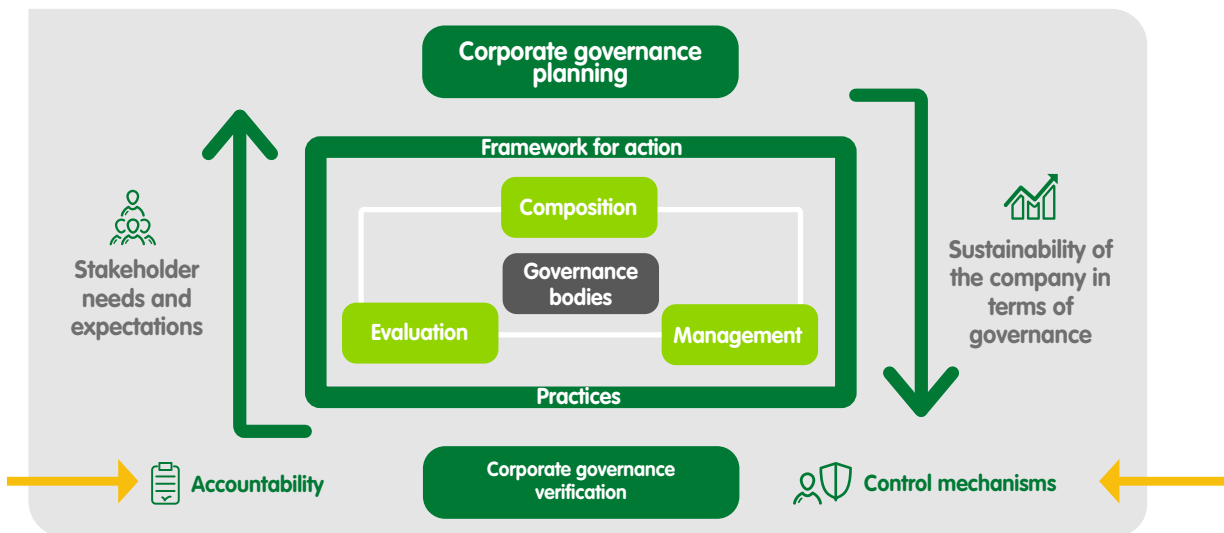 Corporate governance
planning
Framework for action
Composition
Governance
bodies
Evaluation
Management
Practices
Stakeholder
needs and
expectations
Sustainability of
the company in
terms of
governance
Accountability
Corporate governance
verification
Control mechanisms